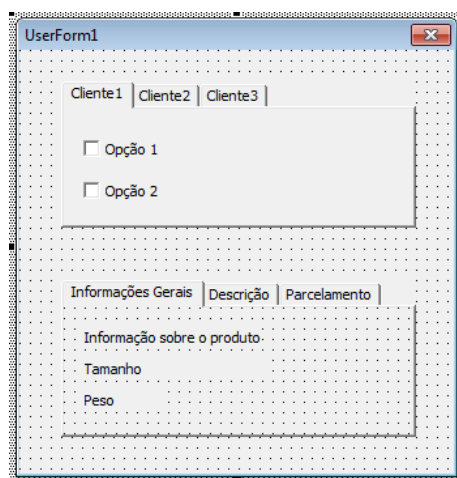 UserForm1
Cliente1 Cliente2 Cliente3
Opção 1
Opção 2
Informações Gerais Descrição Parcelamento
Informação sobre o produto
Tamanho
Peso